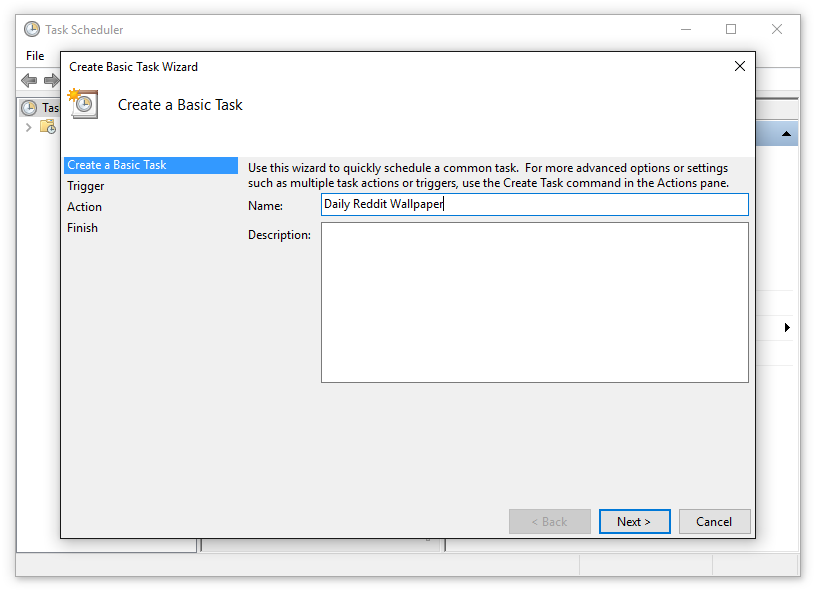 Task Scheduler
File
Create Basic Task Wizard
Create a Basic Task
Tas
Create a Basic Task
Trigger
Action
Finish
Use this wizard to quickly schedule a common task.  For more advanced options or settings
such as multiple task actions or triggers, use the Create Task command in the Actions pane.
Name:
Daily Reddit Wallpaper
Description:
< Back
Next >
Cancel